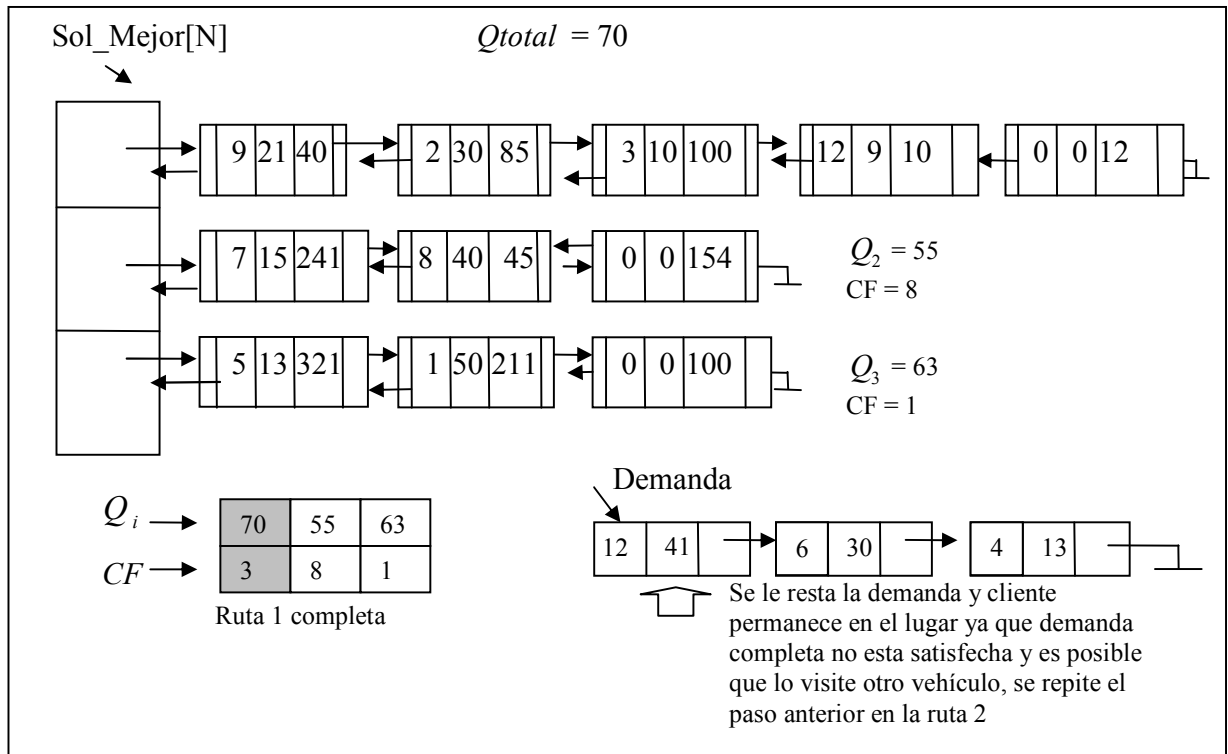 Sol_Mejor[N] Qtotal = 70
9 21 40 2 30 85 3 10 100 12 9 10 0 0 12
7 15 241 8 40 45 0 0 154
Q₂ = 55
CF = 8
5 13 321 1 50 211 0 0 100
Q₃ = 63
CF = 1
Demanda
Qᵢ 70 55 63
CF 3 8 1
Ruta 1 completa
12 41 6 30 4 13
Se le resta la demanda y cliente
permanece en el lugar ya que demanda
completa no esta satisfecha y es posible
que lo visite otro vehículo, se repite el
paso anterior en la ruta 2